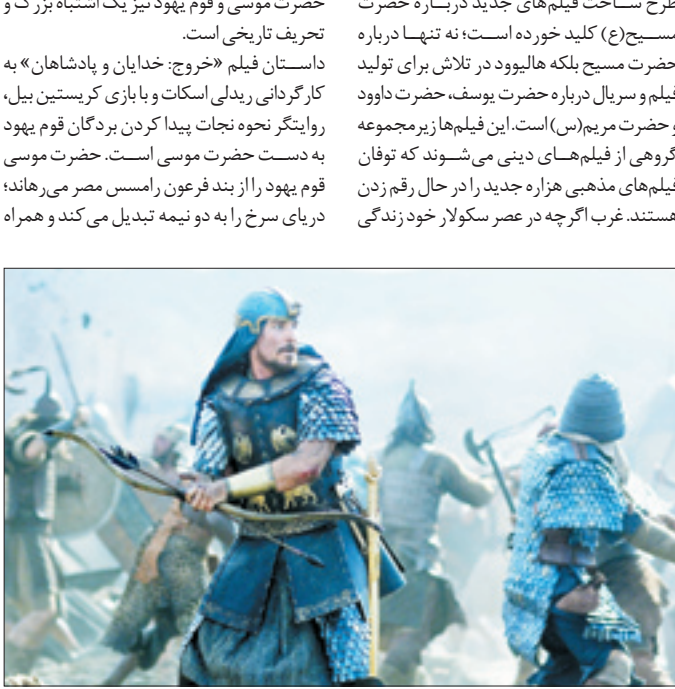 طرح ساخت فیلم‌های جدید درباره حضرت
مسیح(ع) کلید خورده است؛ نه تنها درباره
حضرت مسیح بلکه هالیوود در تلاش برای تولید
فیلم و سریال درباره حضرت یوسف، حضرت داوود
و حضرت مریم(س) است. این فیلم‌ها زیرمجموعه
گروهی از فیلم‌های دینی می‌شوند که توفان
فیلم‌های مذهبی هزاره جدید را در حال رقم زدن
هستند. غرب اگرچه در عصر سکولار خود زندگی
حضرت موسی و قوم یهود نیز یک اشتباه بزرگ و
تحریف تاریخی است.
داستان فیلم «خروج: خدایان و پادشاهان» به
کارگردانی ریدلی اسکات و با بازی کریستین بیل،
روایتگر نحوه نجات پیدا کردن بردگان قوم یهود
به دست حضرت موسی است. حضرت موسی
قوم یهود را از بند فرعون رامسس مصر می‌رهاند؛
دریای سرخ را به دو نیمه تبدیل می‌کند و همراه